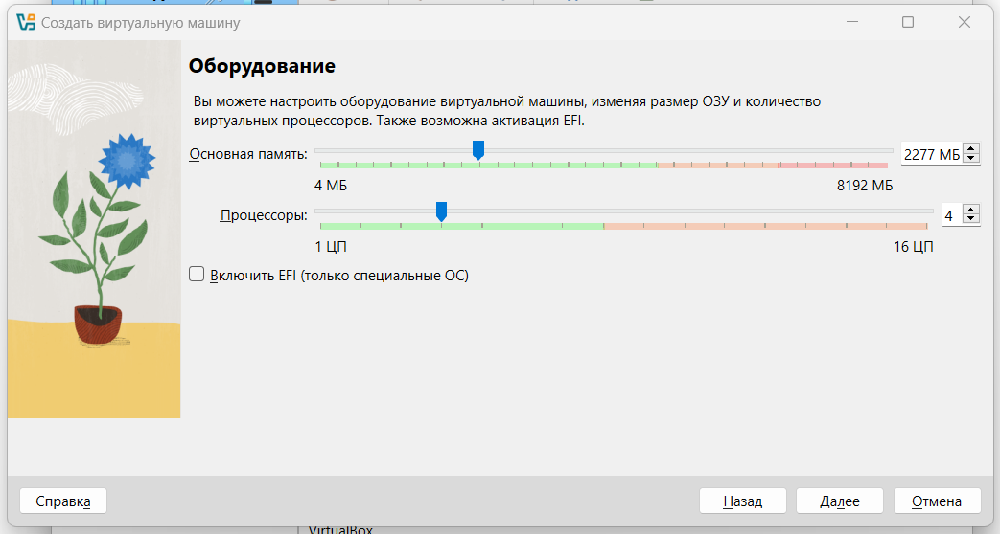 Создать виртуальную машину
Оборудование
Вы можете настроить оборудование виртуальной машины, изменяя размер ОЗУ и количество
виртуальных процессоров. Также возможна активация EFI.
Основная память:
2277 МБ
4 МБ
8192 МБ
Процессоры:
4
1 ЦП
16 ЦП
Включить EFI (только специальные ОС)
Справка
Назад
Далее
Отмена
VirtualBox